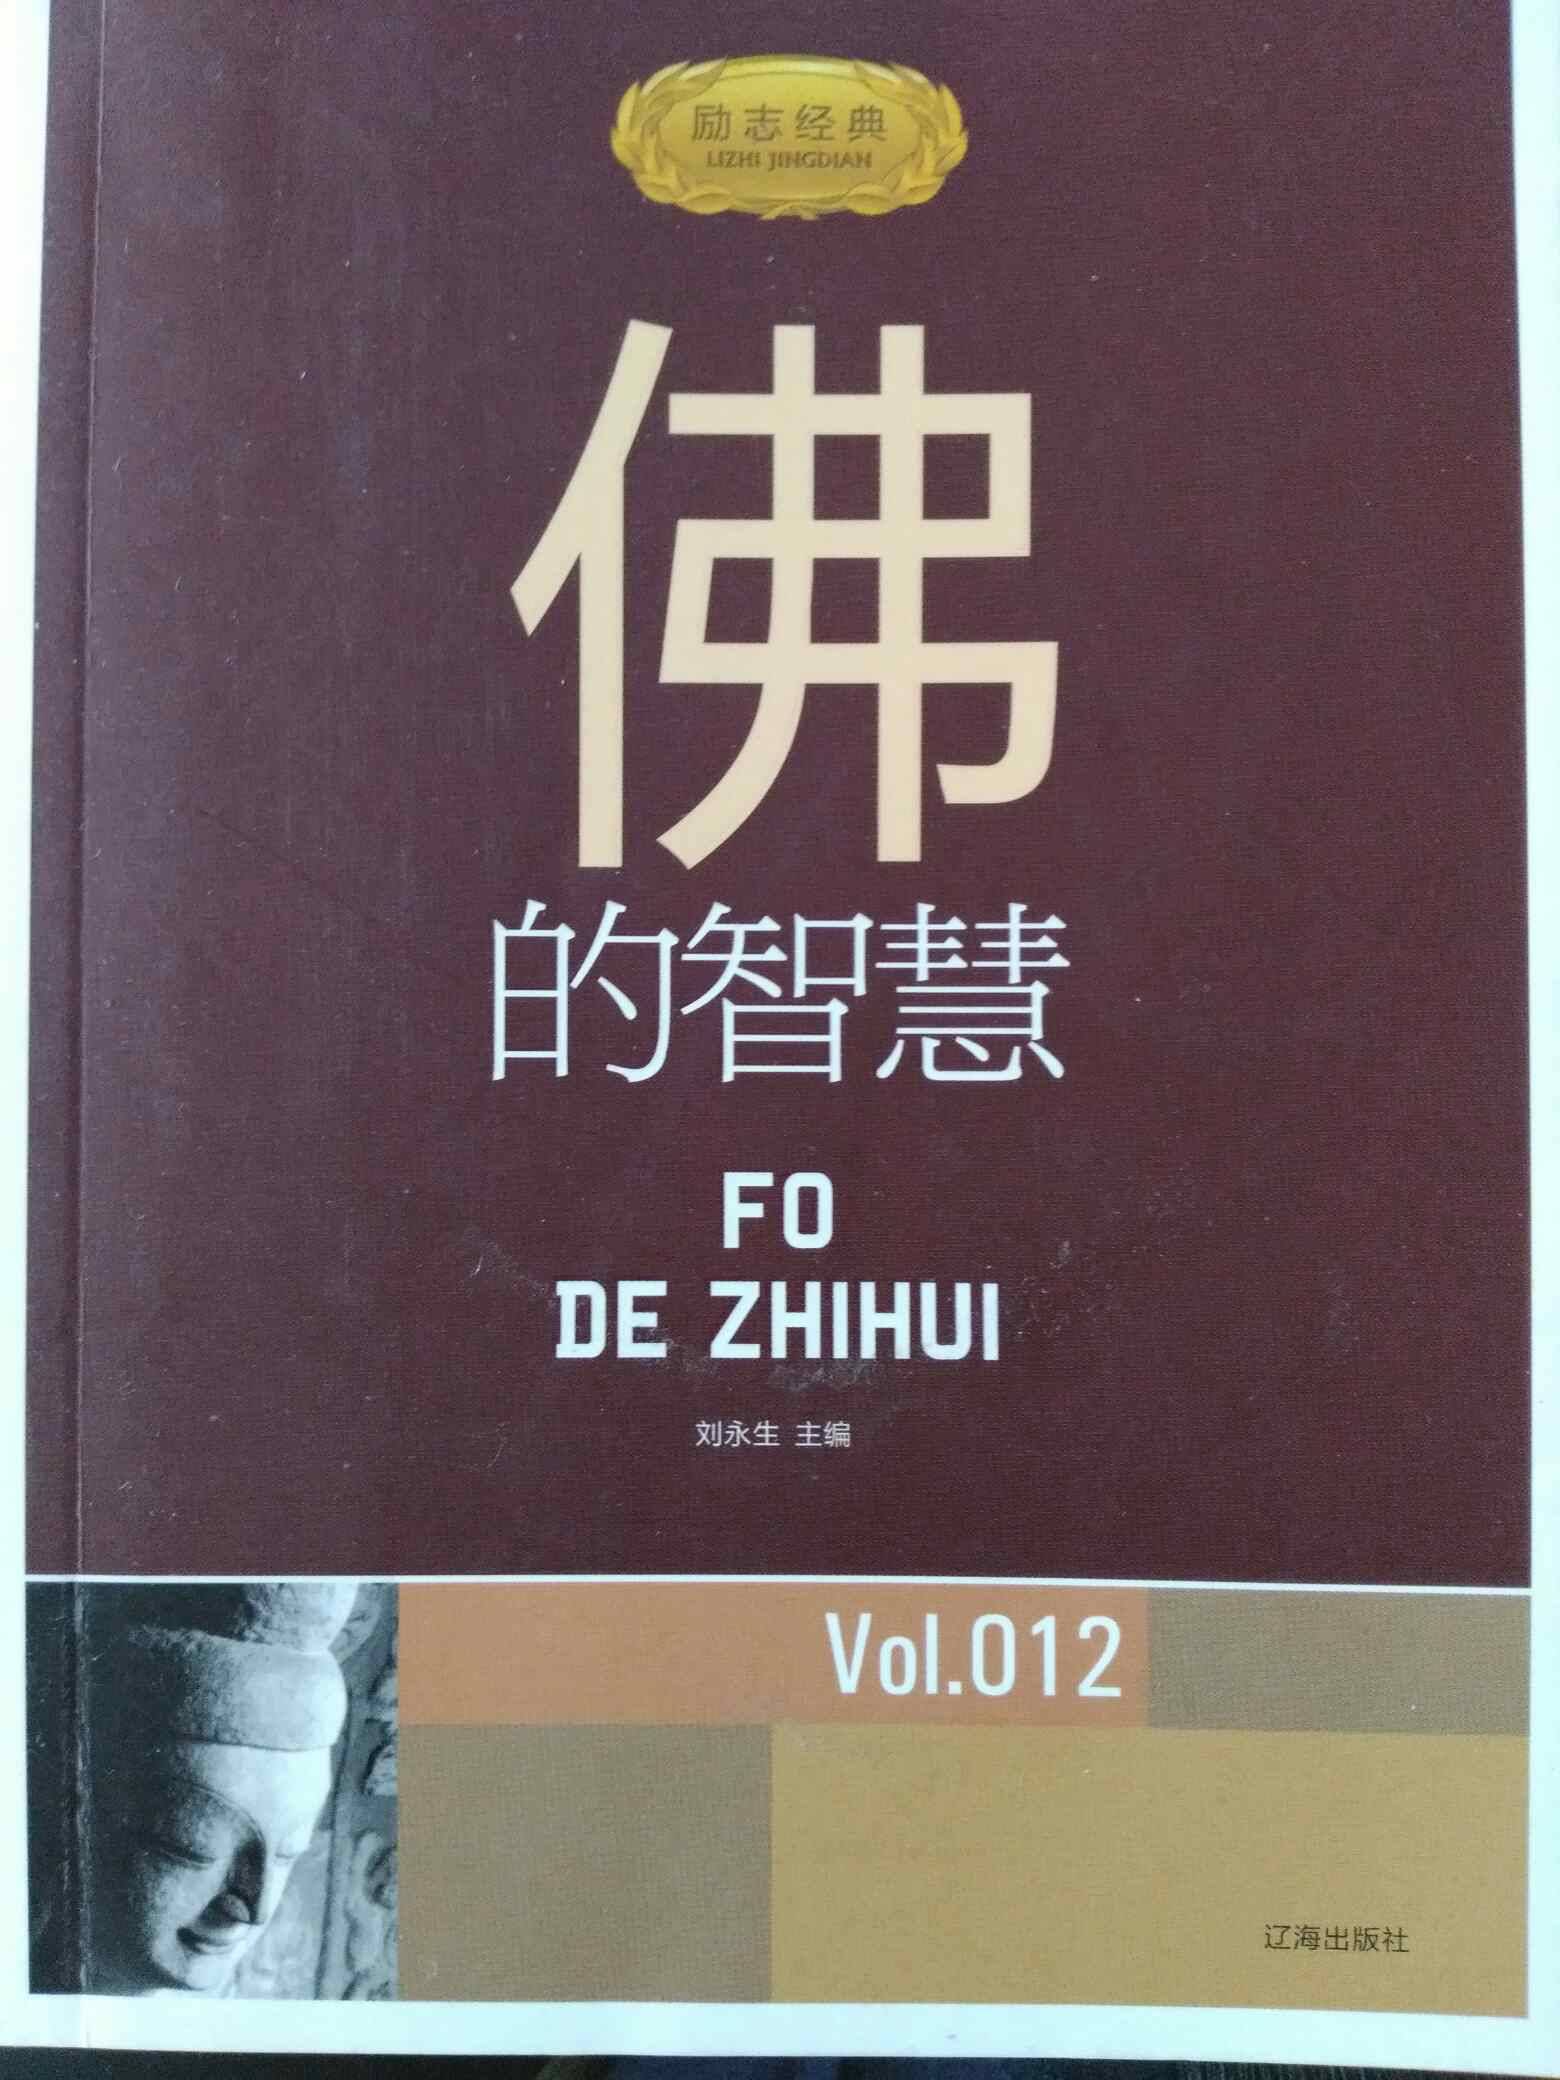 励志经典
LIZHI JINGDIAN
佛
的智慧
FO
DE ZHIHUI
刘永生 主编
Vol.012
辽海出版社